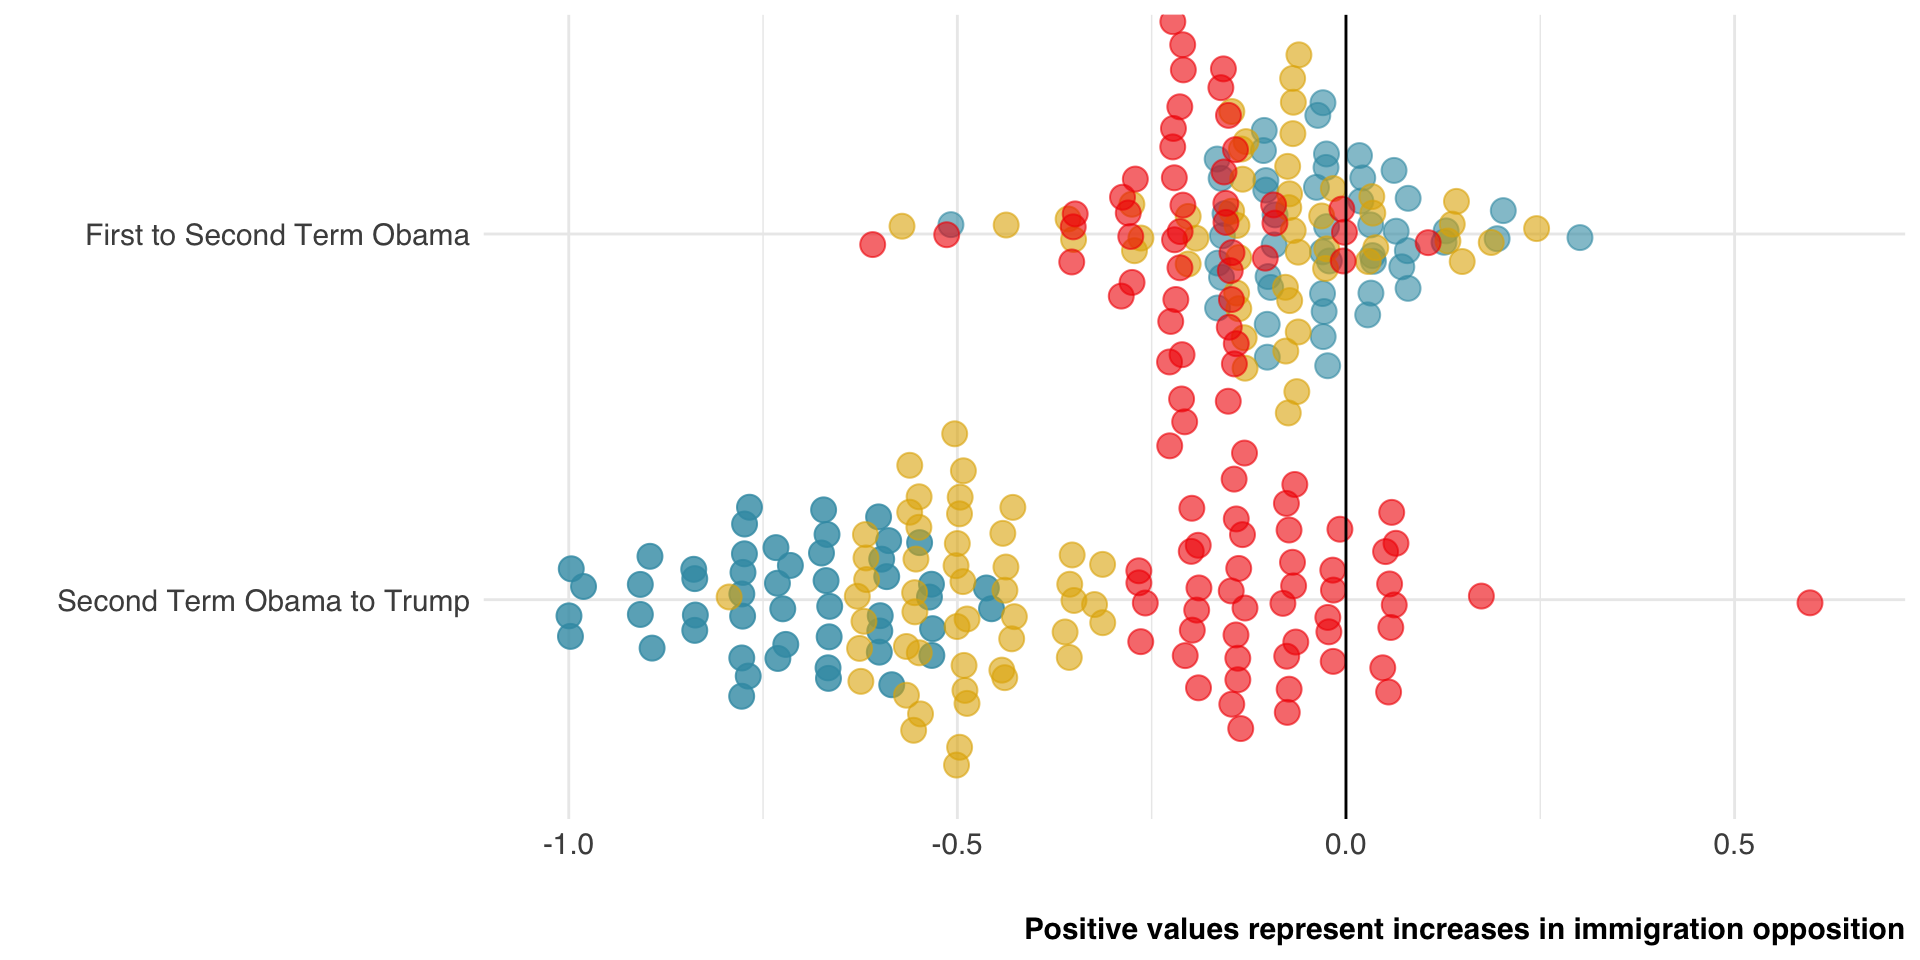 First to Second Term Obama
Second Term Obama to Trump
-1.0
-0.5
0.0
0.5
Positive values represent increases in immigration opposition